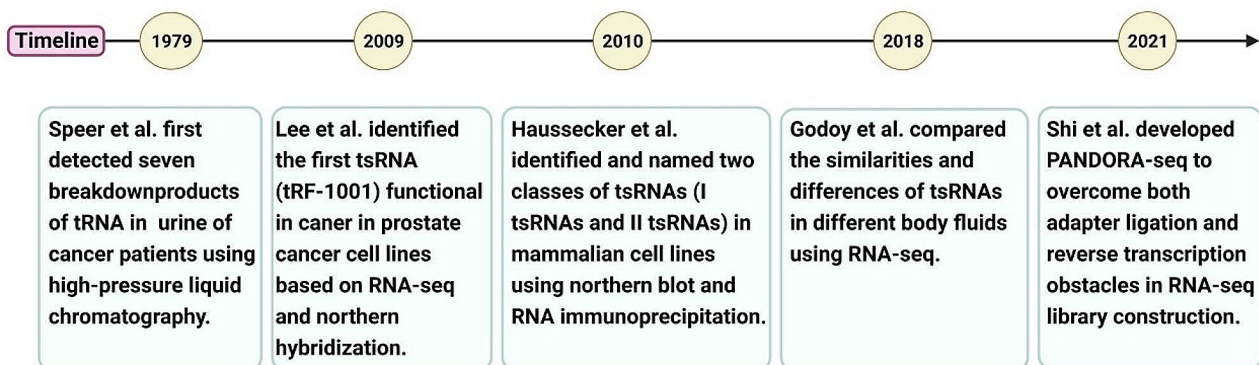 Timeline 1979 2009 2010 2018 2021
Speer et al. first
detected seven
breakdownproducts
of tRNA in urine of
cancer patients using
high-pressure liquid
chromatography.
Lee et al. identified
the first tsRNA
(tRF-1001) functional
in caner in prostate
cancer cell lines
based on RNA-seq
and northern
hybridization.
Haussecker et al.
identified and named two
classes of tsRNAs (I
tsRNAs and II tsRNAs) in
mammalian cell lines
using northern blot and
RNA immunoprecipitation.
Godoy et al. compared
the similarities and
differences of tsRNAs
in different body fluids
using RNA-seq.
Shi et al. developed
PANDORA-seq to
overcome both
adapter ligation and
reverse transcription
obstacles in RNA-seq
library construction.